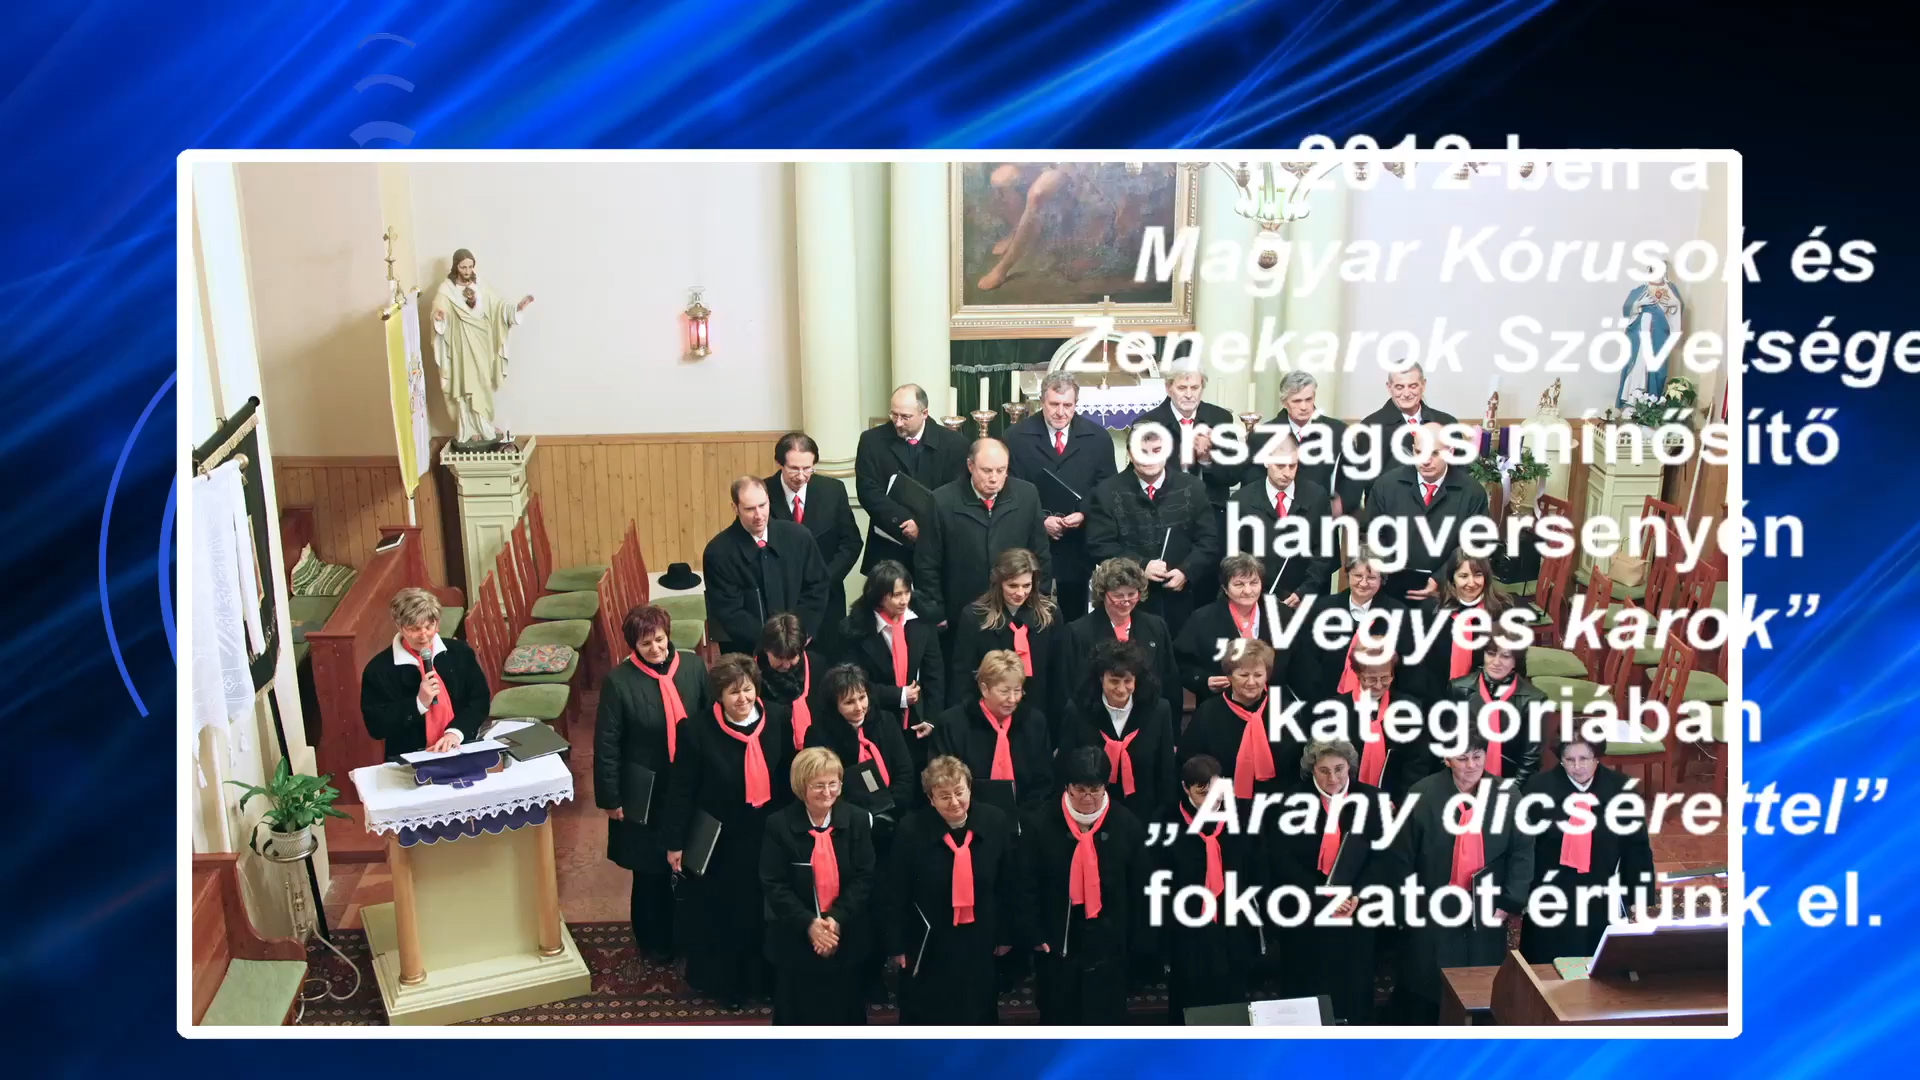 2012-ben a
Magyar Kórusok és
Zenekarok Szövetsége
országos minősítő
hangversenyén
„Vegyes karok”
kategóriában
„Arany dícsérettel”
fokozatot értünk el.